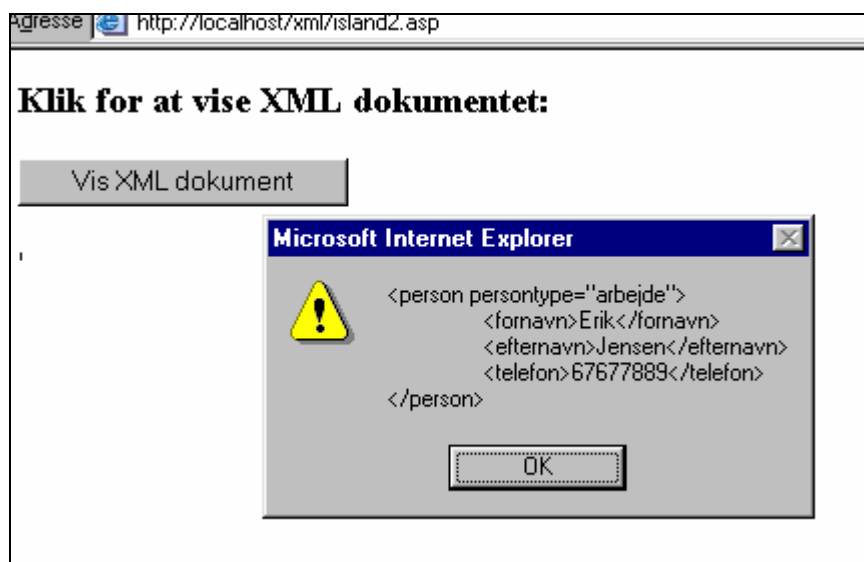 Adresse http://localhost/xml/island2.asp
Klik for at vise XML dokumentet:
Vis XML dokument
Microsoft Internet Explorer
<person persontype="arbejde">
<fornavn>Erik</fornavn>
<efternavn>Jensen</efternavn>
<telefon>67677889</telefon>
</person>
OK